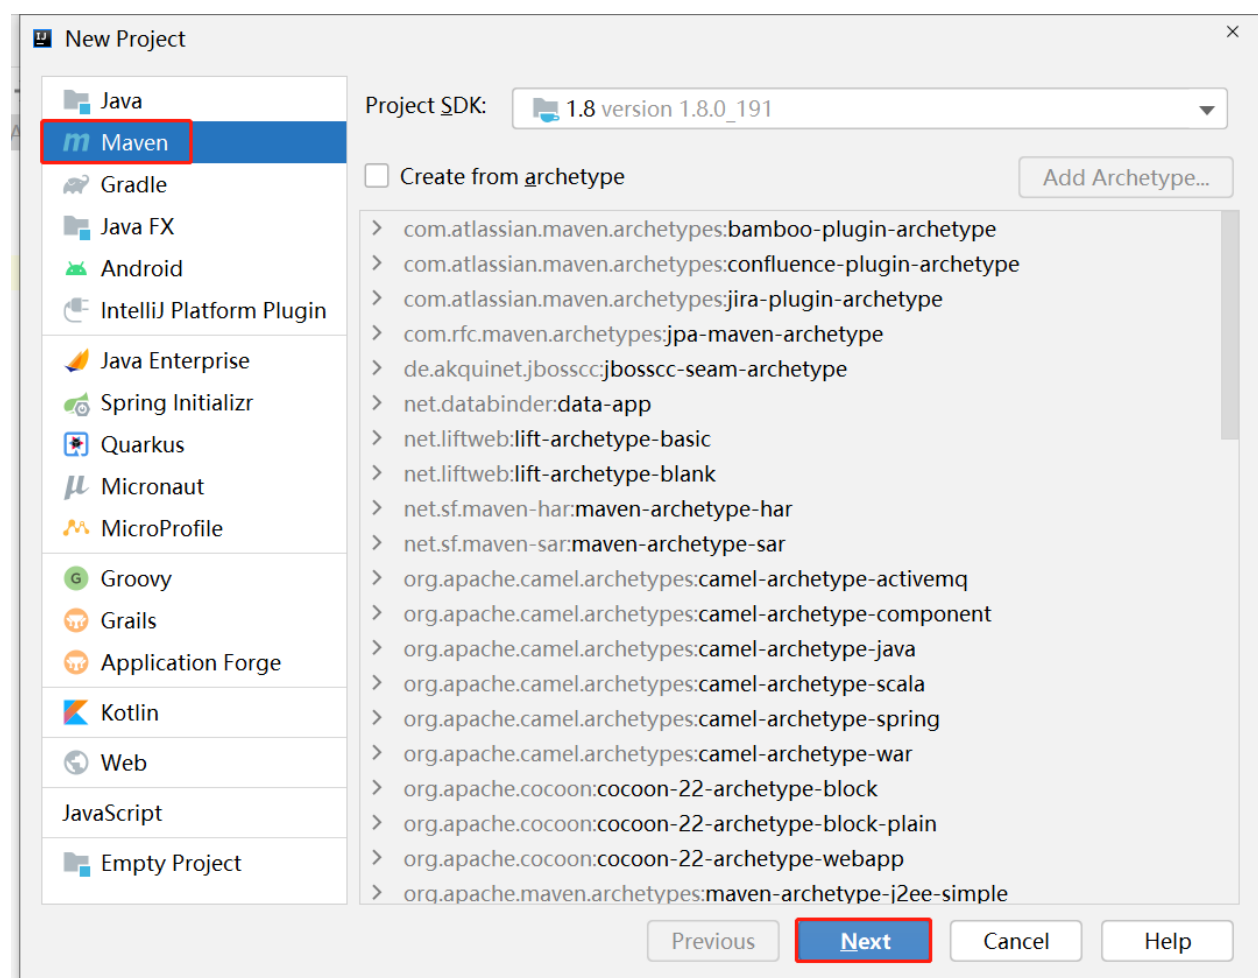 New Project
Java
Maven
Gradle
Java FX
Android
IntelliJ Platform Plugin
Java Enterprise
Spring Initializr
Quarkus
Micronaut
MicroProfile
Groovy
Grails
Application Forge
Kotlin
Web
JavaScript
Empty Project
Project SDK: 1.8 version 1.8.0_191
Create from archetype Add Archetype...
com.atlassian.maven.archetypes:bamboo-plugin-archetype
com.atlassian.maven.archetypes:confluence-plugin-archetype
com.atlassian.maven.archetypes:jira-plugin-archetype
com.rfc.maven.archetypes:jpa-maven-archetype
de.akquinet.jbosscc:jbosscc-seam-archetype
net.databinder:data-app
net.liftweb:lift-archetype-basic
net.liftweb:lift-archetype-blank
net.sf.maven-har:maven-archetype-har
net.sf.maven-sar:maven-archetype-sar
org.apache.camel.archetypes:camel-archetype-activemq
org.apache.camel.archetypes:camel-archetype-component
org.apache.camel.archetypes:camel-archetype-java
org.apache.camel.archetypes:camel-archetype-scala
org.apache.camel.archetypes:camel-archetype-spring
org.apache.camel.archetypes:camel-archetype-war
org.apache.cocoon:cocoon-22-archetype-block
org.apache.cocoon:cocoon-22-archetype-block-plain
org.apache.cocoon:cocoon-22-archetype-webapp
org.apache.maven.archetypes:maven-archetype-j2ee-simple
Previous Next Cancel Help